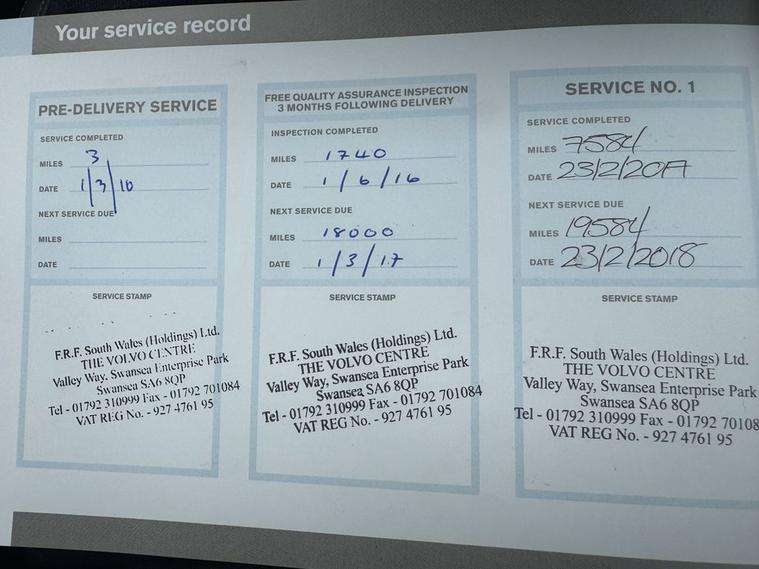 Your service record
PRE-DELIVERY SERVICE
SERVICE COMPLETED
MILES 3
DATE 1/3/10
NEXT SERVICE DUE
MILES
DATE
SERVICE STAMP
F.R.F. South Wales (Holdings) Ltd.
THE VOLVO CENTRE
Valley Way, Swansea Enterprise Park
Swansea SA6 8QP
Tel - 01792 310999 Fax - 01792 701084
VAT REG No. - 927 4761 95
FREE QUALITY ASSURANCE INSPECTION
3 MONTHS FOLLOWING DELIVERY
INSPECTION COMPLETED
MILES 1740
DATE 1/6/16
NEXT SERVICE DUE
MILES 18000
DATE 1/3/17
SERVICE STAMP
F.R.F. South Wales (Holdings) Ltd.
THE VOLVO CENTRE
Valley Way, Swansea Enterprise Park
Swansea SA6 8QP
Tel - 01792 310999 Fax - 01792 701084
VAT REG No. - 927 4761 95
SERVICE NO. 1
SERVICE COMPLETED
MILES 7584
DATE 23/2/2017
NEXT SERVICE DUE
MILES 19584
DATE 23/2/2018
SERVICE STAMP
F.R.F. South Wales (Holdings) Ltd.
THE VOLVO CENTRE
Valley Way, Swansea Enterprise Park
Swansea SA6 8QP
Tel - 01792 310999 Fax - 01792 70108
VAT REG No. - 927 4761 95